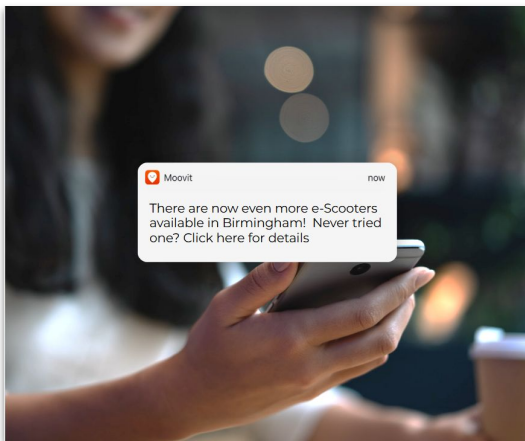 Moovit now
There are now even more e-Scooters
available in Birmingham!  Never tried
one? Click here for details